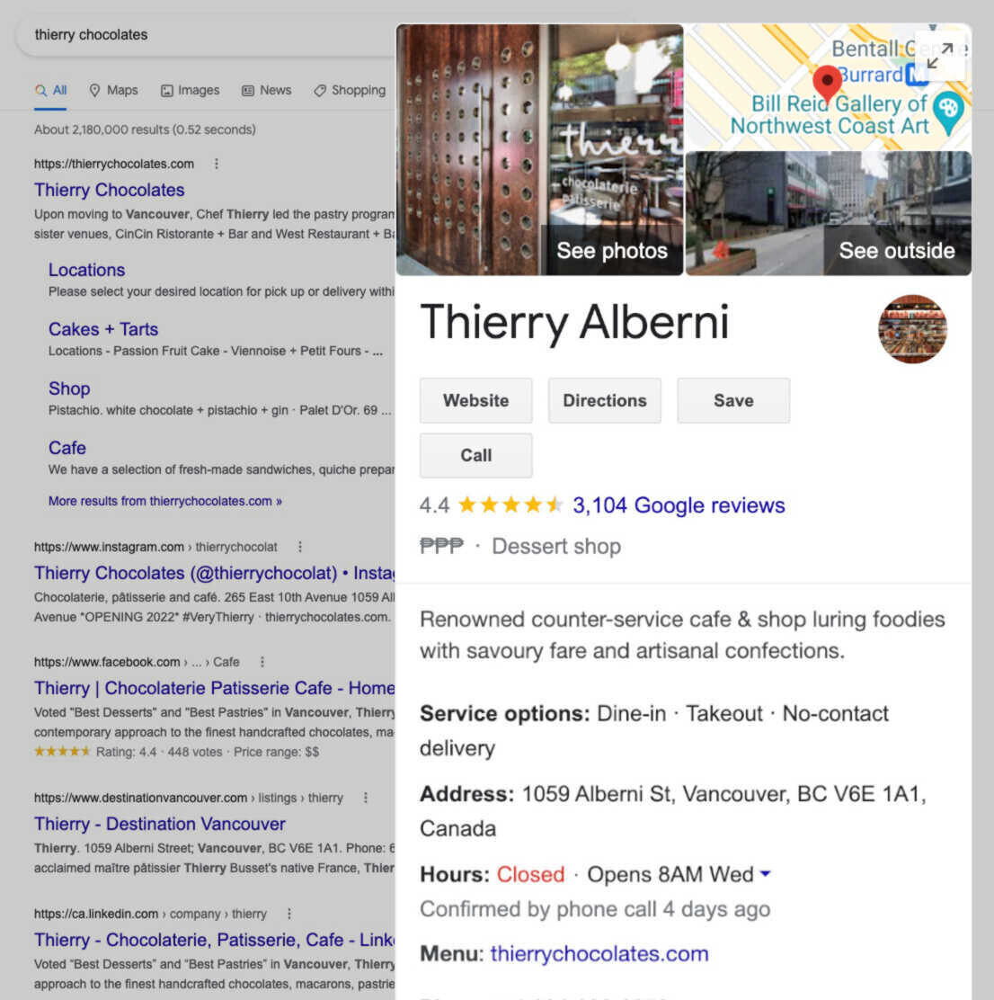 thierry chocolates
All
Maps
Images
News
Shopping
About 2,180,000 results (0.52 seconds)
https://thierrychocolates.com
Thierry Chocolates
Upon moving to Vancouver, Chef Thierry led the pastry program
sister venues, CinCin Ristorante + Bar and West Restaurant +
Locations
Please select your desired location for pick up or delivery
Cakes + Tarts
Locations - Passion Fruit Cake - Viennoise + Petit Fours - ...
Shop
Pistachio. white chocolate + pistachio + gin · Palet D'Or. 69 ...
Cafe
We have a selection of fresh-made sandwiches, quiche
More results from thierrychocolates.com »
https://www.instagram.com › thierrychocolat
Thierry Chocolates (@thierrychocolat) •
Chocolaterie, pâtisserie and café. 265 East 10th Avenue 1059
Avenue *OPENING 2022* #VeryThierry · thierrychocolates.com.
https://www.facebook.com › ... › Cafe
Thierry | Chocolaterie Patisserie Cafe - Home
Voted "Best Desserts" and "Best Pastries" in Vancouver, Thierry
contemporary approach to the finest handcrafted chocolates,
Rating: 4.4 · 448 votes · Price range: $$
https://www.destinationvancouver.com › listings › thierry
Thierry - Destination Vancouver
Thierry. 1059 Alberni Street; Vancouver, BC V6E 1A1. Phone: 6
acclaimed maître pâtissier Thierry Busset's native France,
https://ca.linkedin.com › company › thierry
Thierry - Chocolaterie, Patisserie, Cafe -
Voted "Best Desserts" and "Best Pastries" in Vancouver, Thierry
approach to the finest handcrafted chocolates, macarons,
thierry
chocolaterie
patisserie
See photos
Bentall Centre
Burrard M
Bill Reid Gallery of
Northwest Coast Art
See outside
Thierry Alberni
Website
Directions
Save
Call
4.4 3,104 Google reviews
₱₱₱ · Dessert shop
Renowned counter-service cafe & shop luring foodies
with savoury fare and artisanal confections.
Service options: Dine-in · Takeout · No-contact
delivery
Address: 1059 Alberni St, Vancouver, BC V6E 1A1,
Canada
Hours: Closed · Opens 8AM Wed
Confirmed by phone call 4 days ago
Menu: thierrychocolates.com